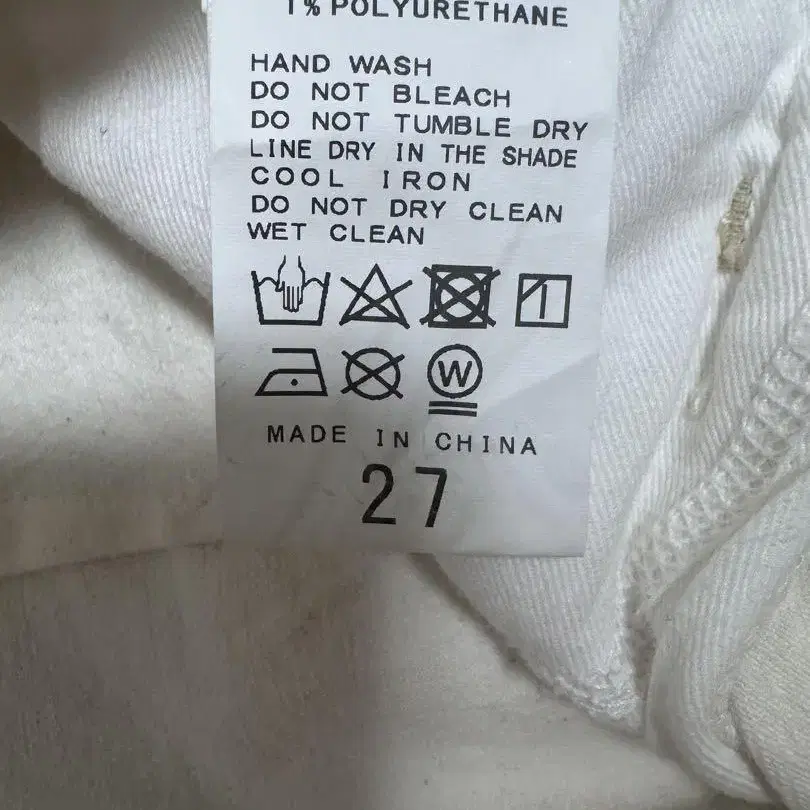 1% POLYURETHANE
HAND WASH
DO NOT BLEACH
DO NOT TUMBLE DRY
LINE DRY IN THE SHADE
COOL IRON
DO NOT DRY CLEAN
WET CLEAN
W
MADE IN CHINA
27